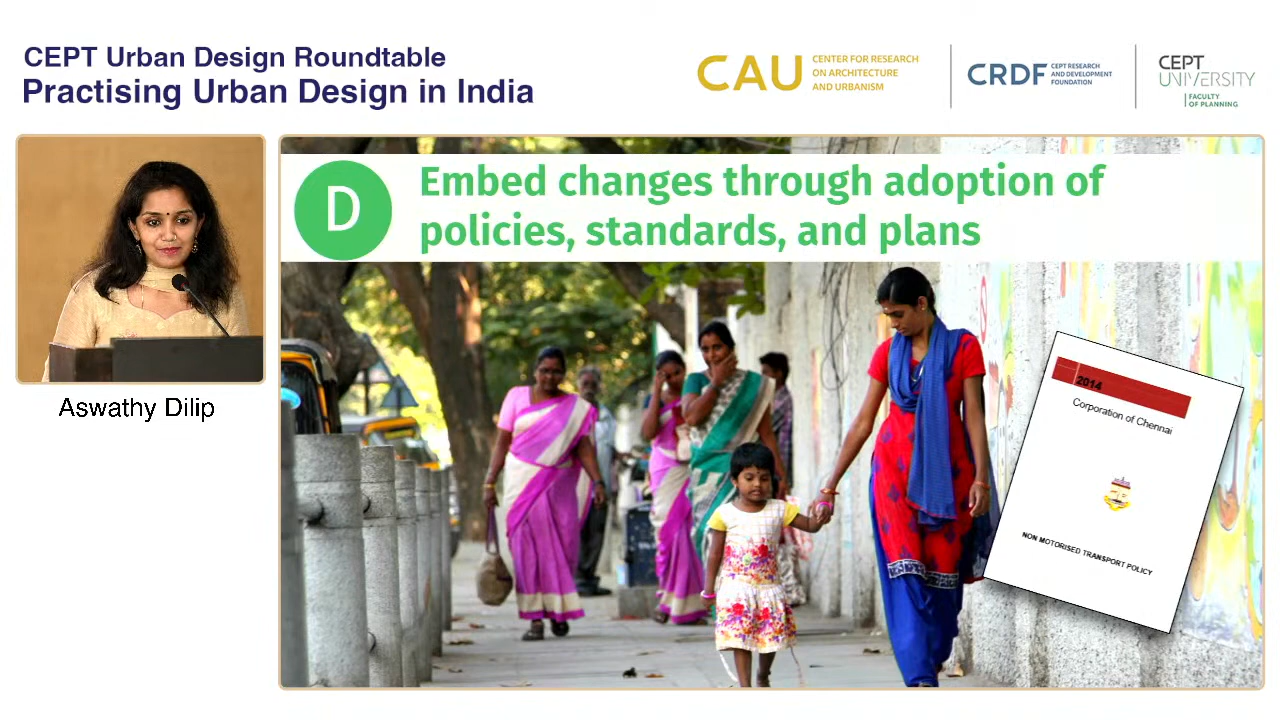 CEPT Urban Design Roundtable
Practising Urban Design in India
CAU
CENTER FOR RESEARCH
ON ARCHITECTURE
AND URBANISM
CRDF
CEPT RESEARCH
AND DEVELOPMENT
FOUNDATION
CEPT
UNIVERSITY
FACULTY
OF PLANNING
Aswathy Dilip
D
Embed changes through adoption of
policies, standards, and plans
2014
Corporation of Chennai
NON MOTORISED TRANSPORT POLICY